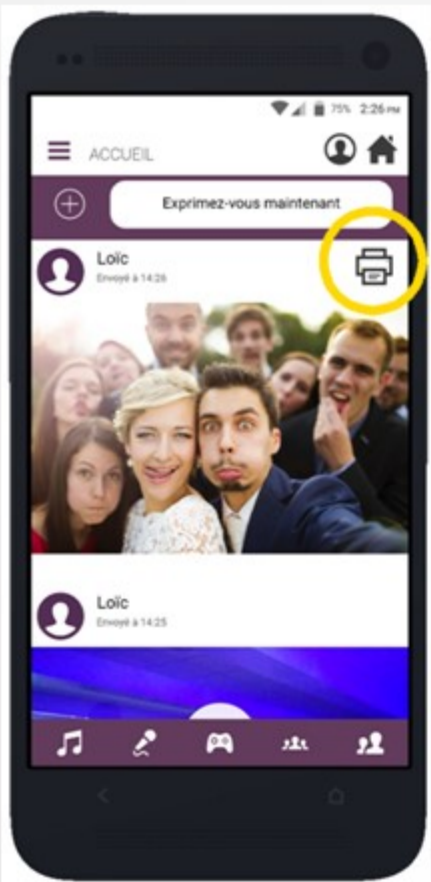 75% 2:26 PM
ACCUEIL
Exprimez-vous maintenant
Loïc
Envoyé à 14:26
Loïc
Envoyé à 14:25